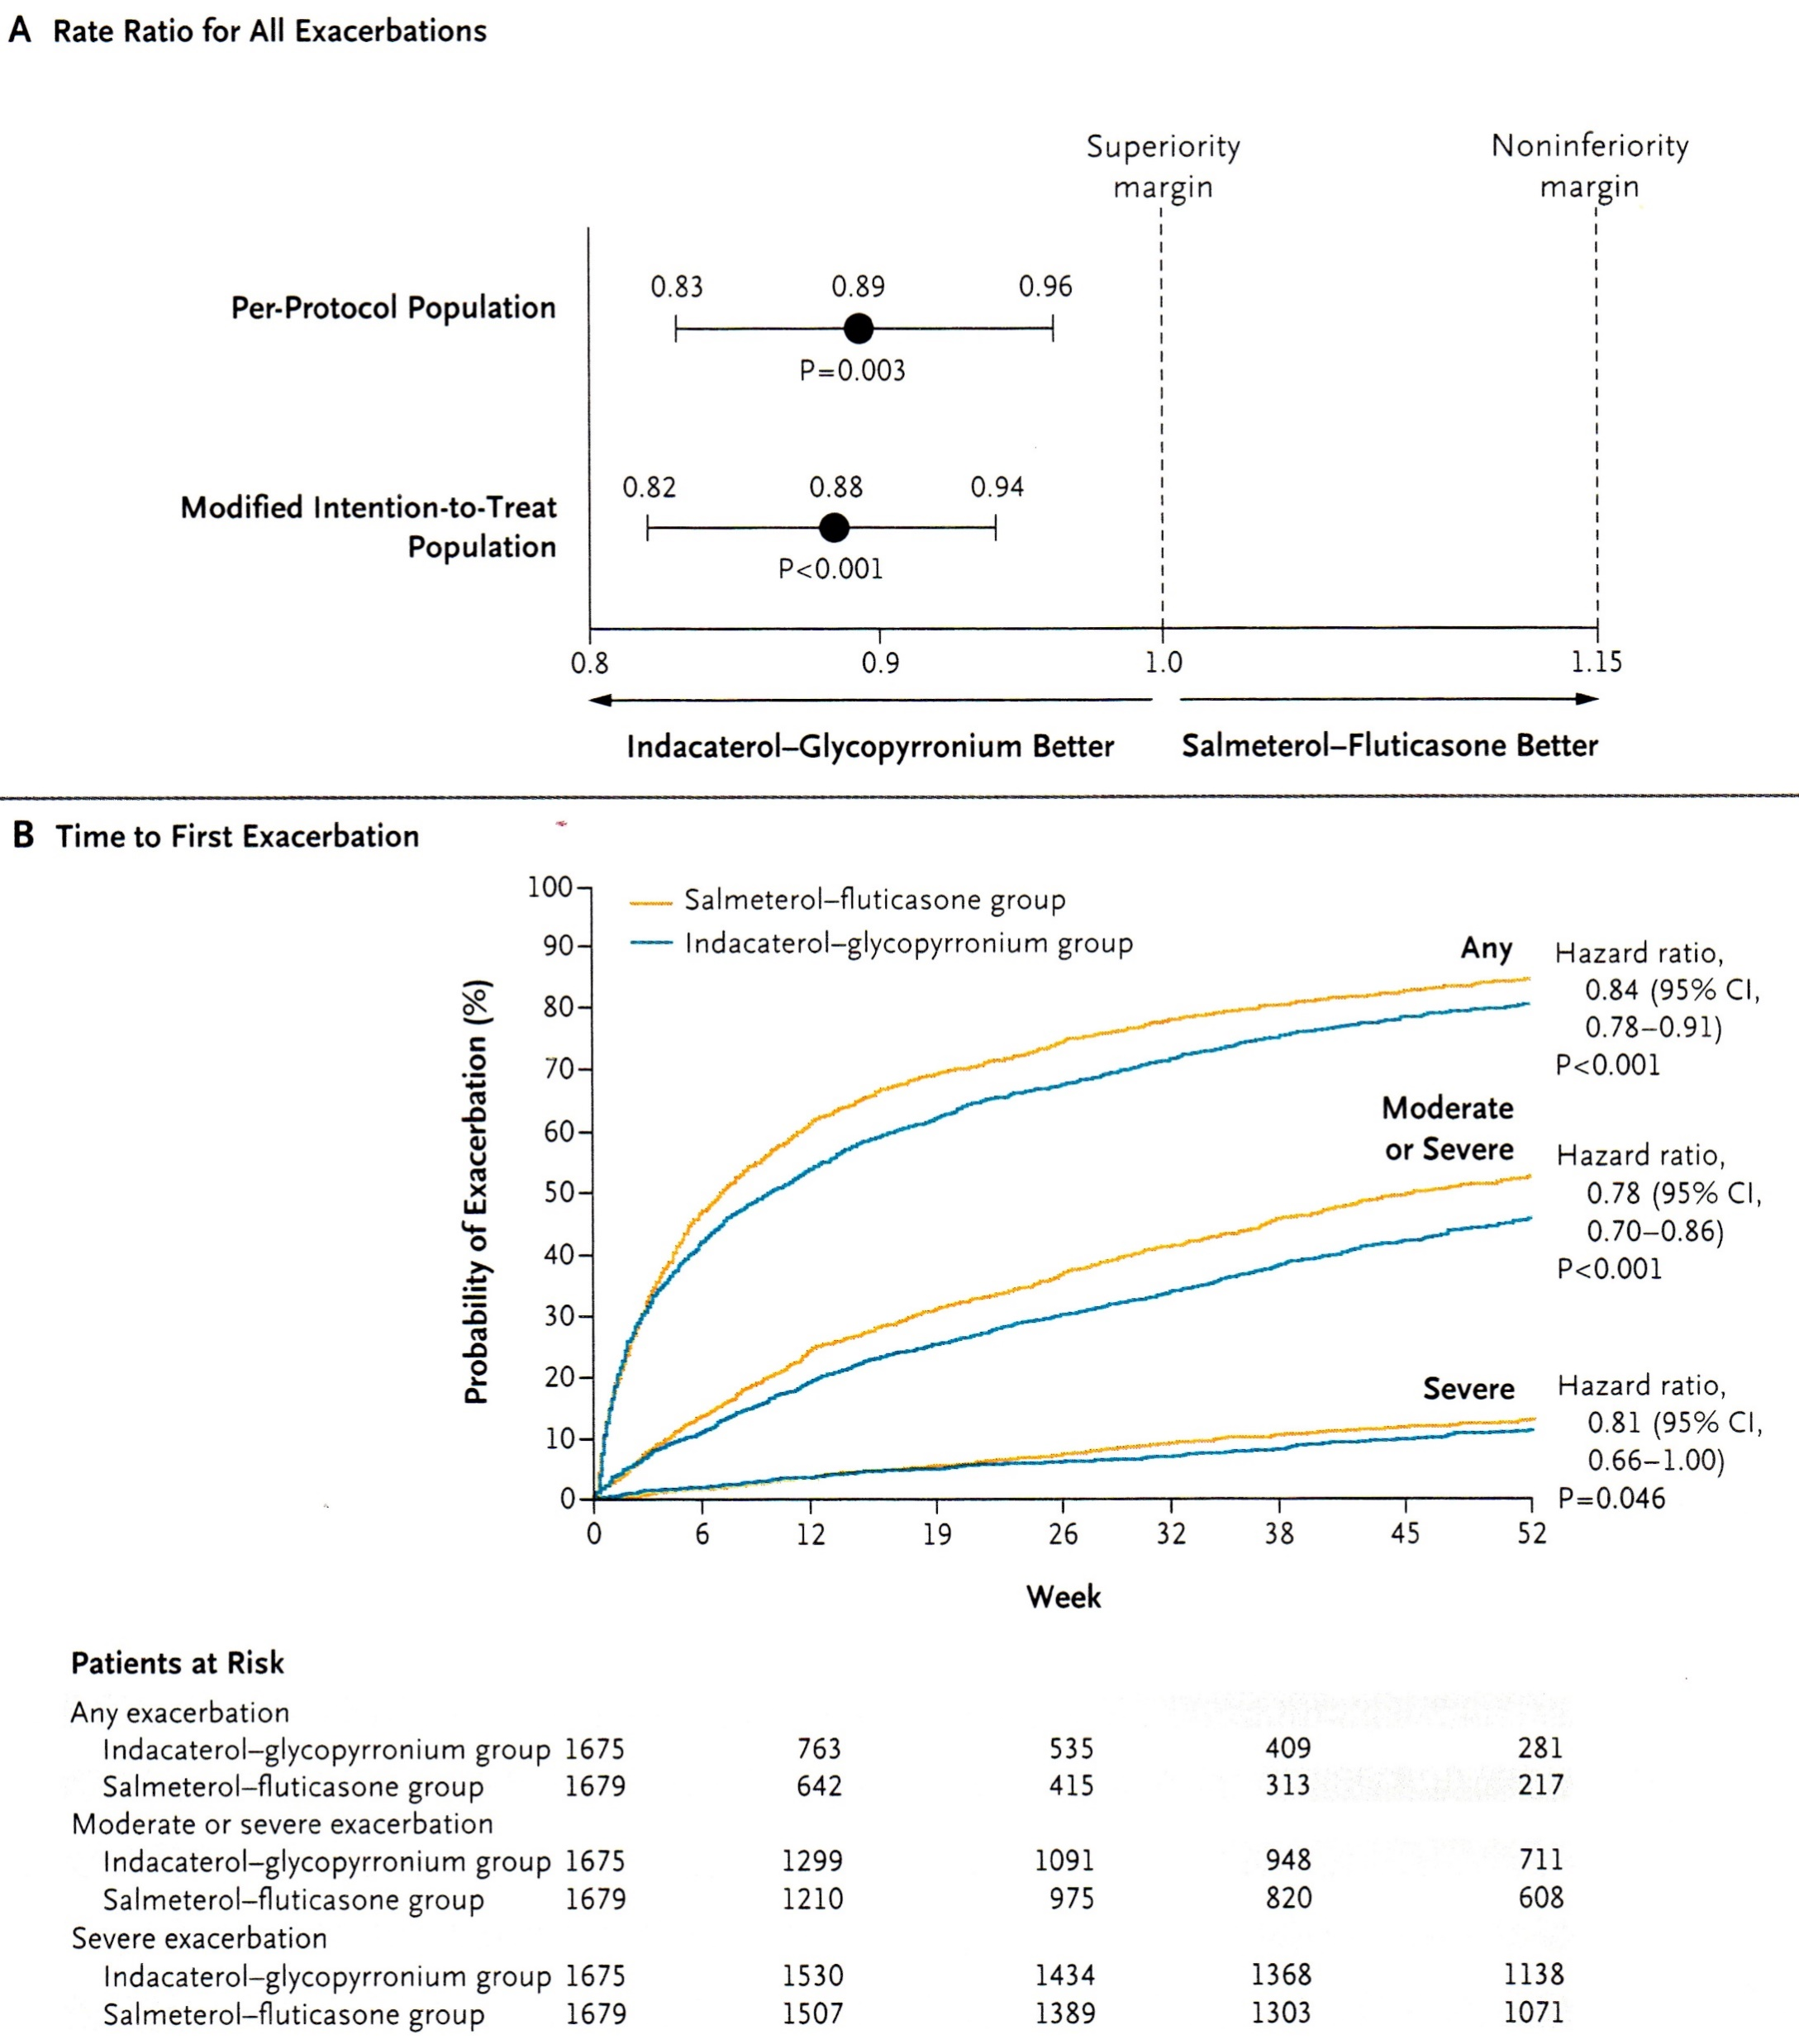 A Rate Ratio for All Exacerbations
Superiority
margin
Noninferiority
margin
Per-Protocol Population
0.83 0.89 0.96
P=0.003
Modified Intention-to-Treat
Population
0.82 0.88 0.94
P<0.001
0.8 0.9 1.0 1.15
Indacaterol–Glycopyrronium Better
Salmeterol–Fluticasone Better
B Time to First Exacerbation
Probability of Exacerbation (%)
100
90
80
70
60
50
40
30
20
10
0
Salmeterol–fluticasone group
Indacaterol–glycopyrronium group
Any
Hazard ratio,
0.84 (95% CI,
0.78–0.91)
P<0.001
Moderate
or Severe
Hazard ratio,
0.78 (95% CI,
0.70–0.86)
P<0.001
Severe
Hazard ratio,
0.81 (95% CI,
0.66–1.00)
P=0.046
0 6 12 19 26 32 38 45 52
Week
Patients at Risk
Any exacerbation
Indacaterol–glycopyrronium group 1675 763 535 409 281
Salmeterol–fluticasone group 1679 642 415 313 217
Moderate or severe exacerbation
Indacaterol–glycopyrronium group 1675 1299 1091 948 711
Salmeterol–fluticasone group 1679 1210 975 820 608
Severe exacerbation
Indacaterol–glycopyrronium group 1675 1530 1434 1368 1138
Salmeterol–fluticasone group 1679 1507 1389 1303 1071